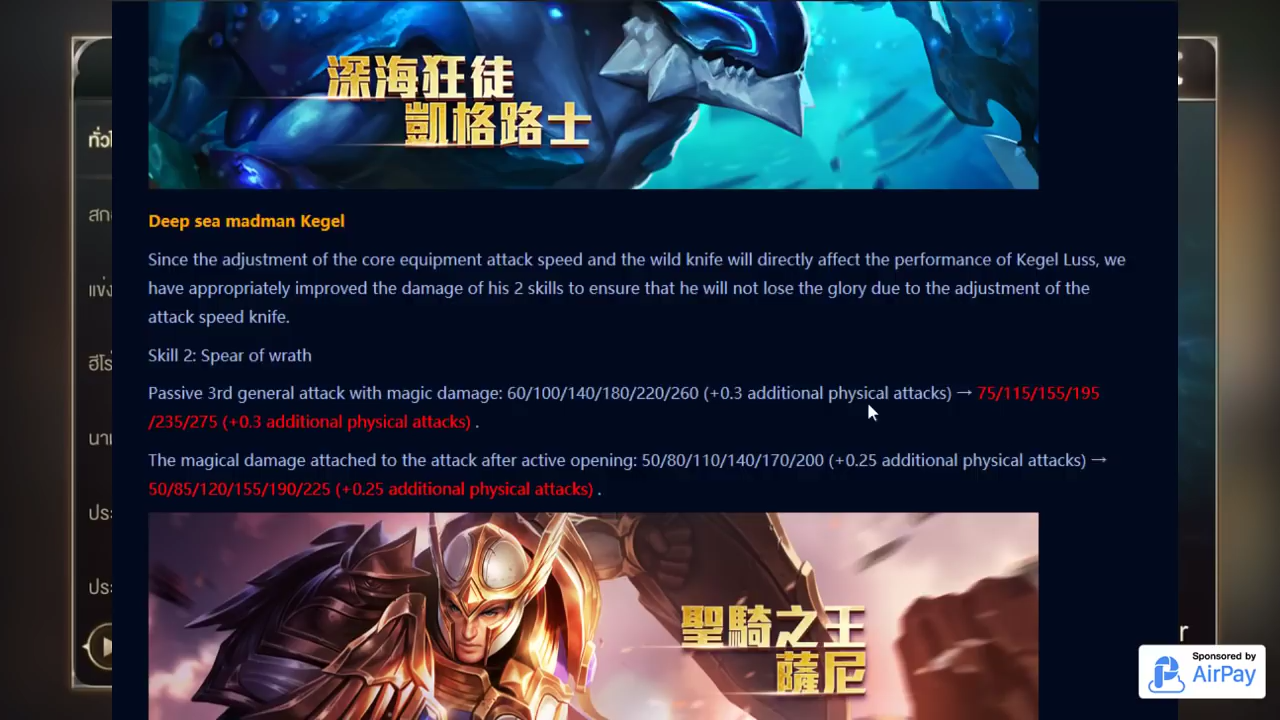 深海狂徒
凱格路士
Deep sea madman Kegel
Since the adjustment of the core equipment attack speed and the wild knife will directly affect the performance of Kegel Luss, we
have appropriately improved the damage of his 2 skills to ensure that he will not lose the glory due to the adjustment of the
attack speed knife.
Skill 2: Spear of wrath
Passive 3rd general attack with magic damage: 60/100/140/180/220/260 (+0.3 additional physical attacks) → 75/115/155/195
/235/275 (+0.3 additional physical attacks) .
The magical damage attached to the attack after active opening: 50/80/110/140/170/200 (+0.25 additional physical attacks) →
50/85/120/155/190/225 (+0.25 additional physical attacks) .
聖騎之王
薩尼
Sponsored by
AirPay